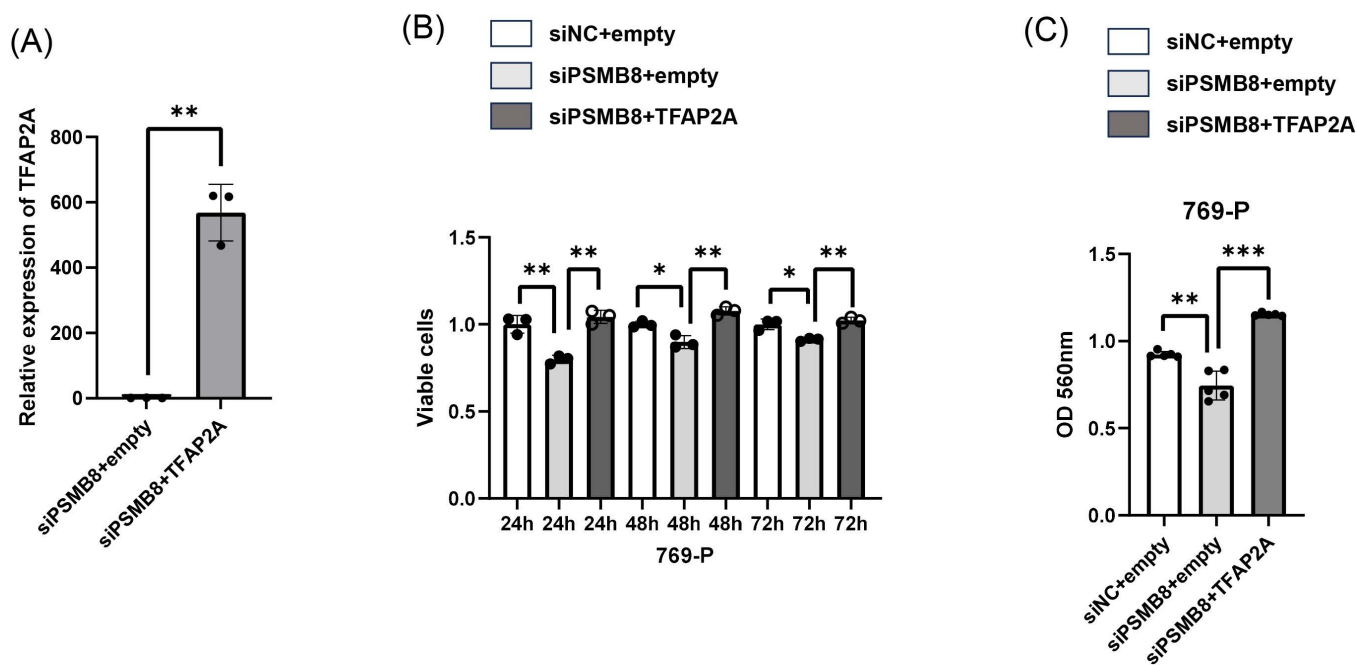 (A)
**
Relative expression of TFAP2A
800
600
400
200
0
siPSMB8+empty
siPSMB8+TFAP2A
(B)
siNC+empty
siPSMB8+empty
siPSMB8+TFAP2A
** ** * ** * **
Viable cells
1.5
1.0
0.5
0.0
24h 24h 24h 48h 48h 48h 72h 72h 72h
769-P
(C)
siNC+empty
siPSMB8+empty
siPSMB8+TFAP2A
769-P
***
**
OD 560nm
1.5
1.0
0.5
0.0
siNC+empty
siPSMB8+empty
siPSMB8+TFAP2A